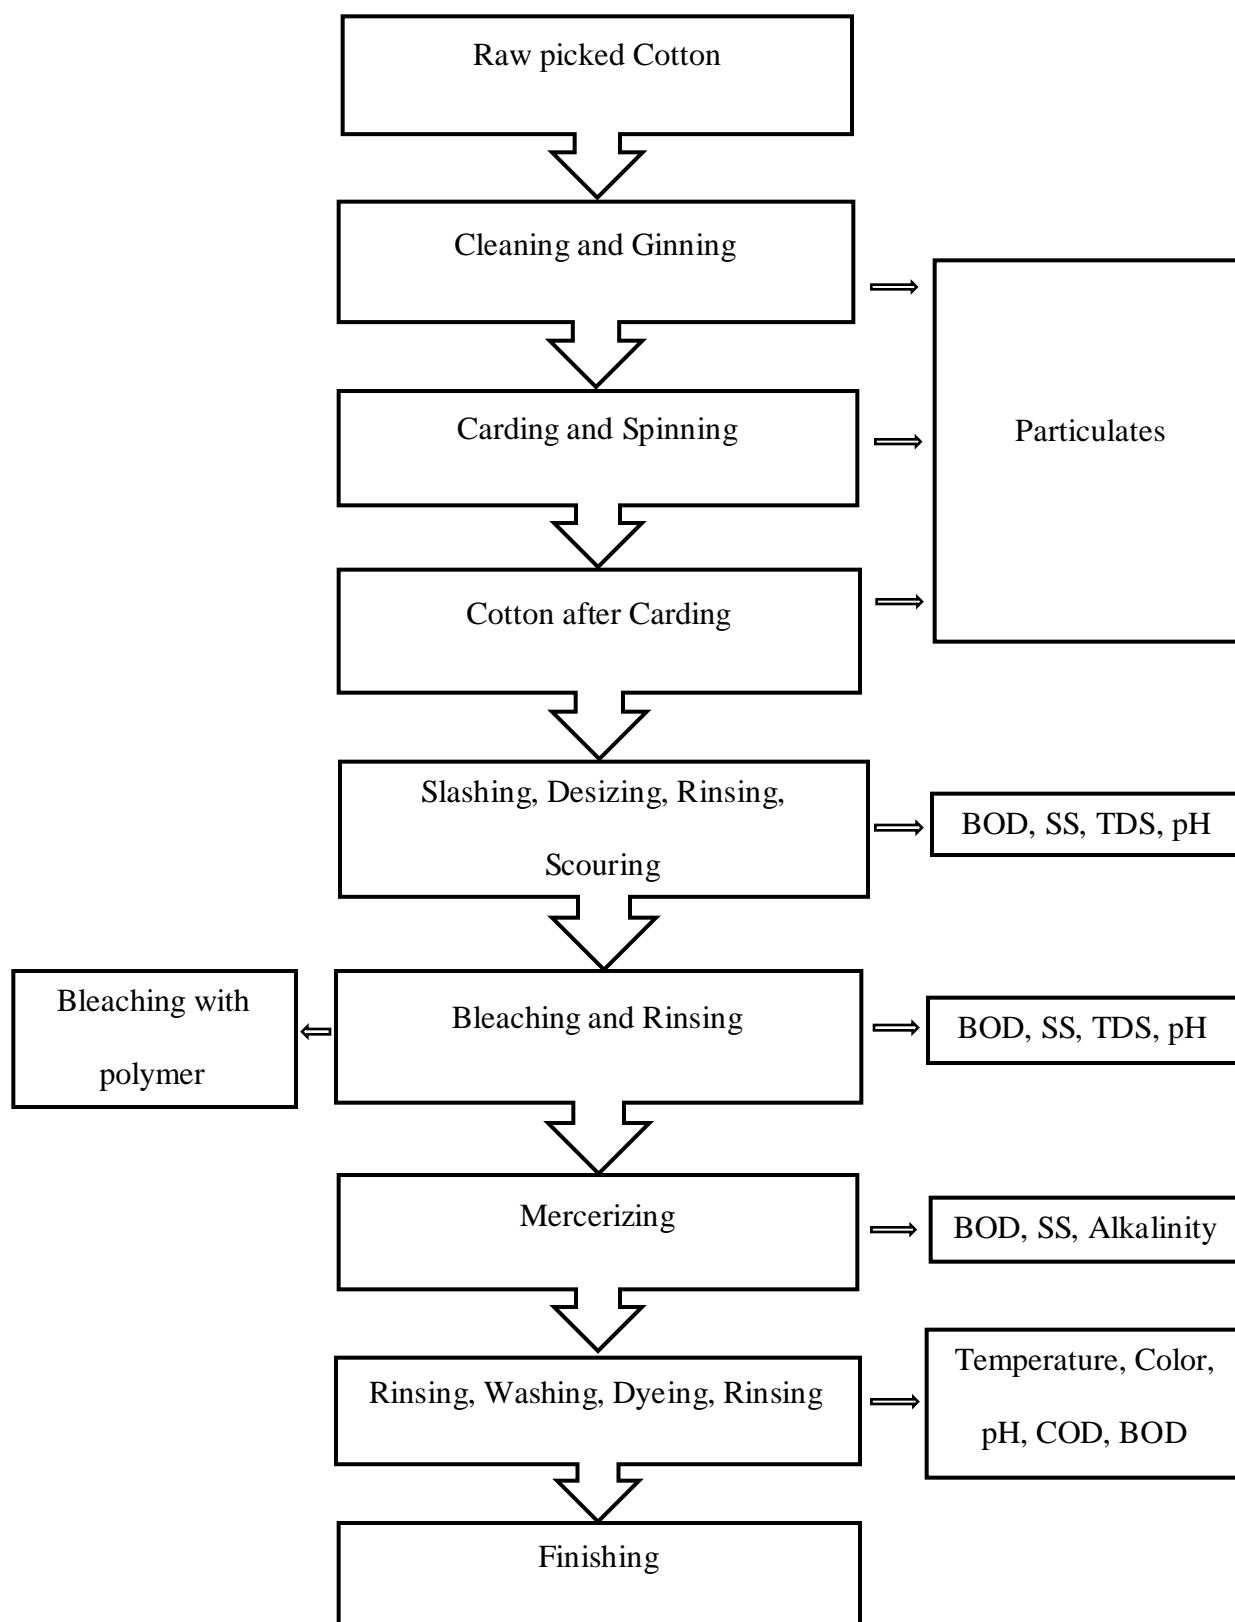 Raw picked Cotton
Cleaning and Ginning
Carding and Spinning
Particulates
Cotton after Carding
Slashing, Desizing, Rinsing,
Scouring
BOD, SS, TDS, pH
Bleaching with
polymer
Bleaching and Rinsing
BOD, SS, TDS, pH
Mercerizing
BOD, SS, Alkalinity
Rinsing, Washing, Dyeing, Rinsing
Temperature, Color,
pH, COD, BOD
Finishing